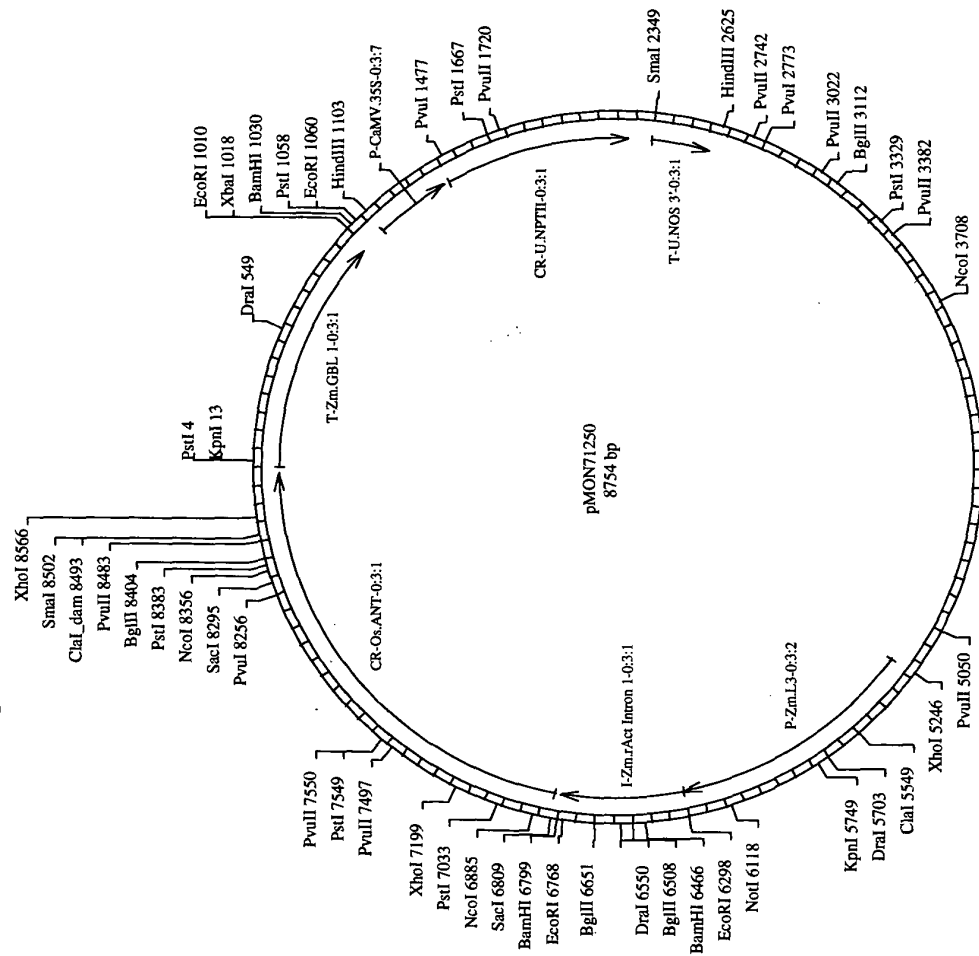 PstI 4
KpnI 13
DraI 549
EcoRI 1010
XbaI 1018
BamHI 1030
PstI 1058
EcoRI 1060
HindIII 1103
P-CaMV.35S-0:3:7
PvuI 1477
PstI 1667
PvuII 1720
SmaI 2349
HindIII 2625
PvuII 2742
PvuI 2773
PvuII 3022
BglII 3112
PstI 3329
PvuII 3382
NcoI 3708
PvuII 5050
XhoI 5246
ClaI 5549
DraI 5703
KpnI 5749
NotI 6118
EcoRI 6298
BamHI 6466
BglII 6508
DraI 6550
BglII 6651
EcoRI 6768
BamHI 6799
SacI 6809
NcoI 6885
PstI 7033
XhoI 7199
PvuII 7497
PstI 7549
PvuII 7550
PvuI 8256
SacI 8295
NcoI 8356
PstI 8383
BglII 8404
PvuII 8483
ClaI_dam 8493
SmaI 8502
XhoI 8566
T-Zm.GBL 1-0:3:1
CR-U.NPTII-0:3:1
T-U.NOS 3'-0:3:1
P-Zm.L3-0:3:2
I-Zm.rAct Intron 1-0:3:1
CR-Os.ANT-0:3:1
pMON71250
8754 bp